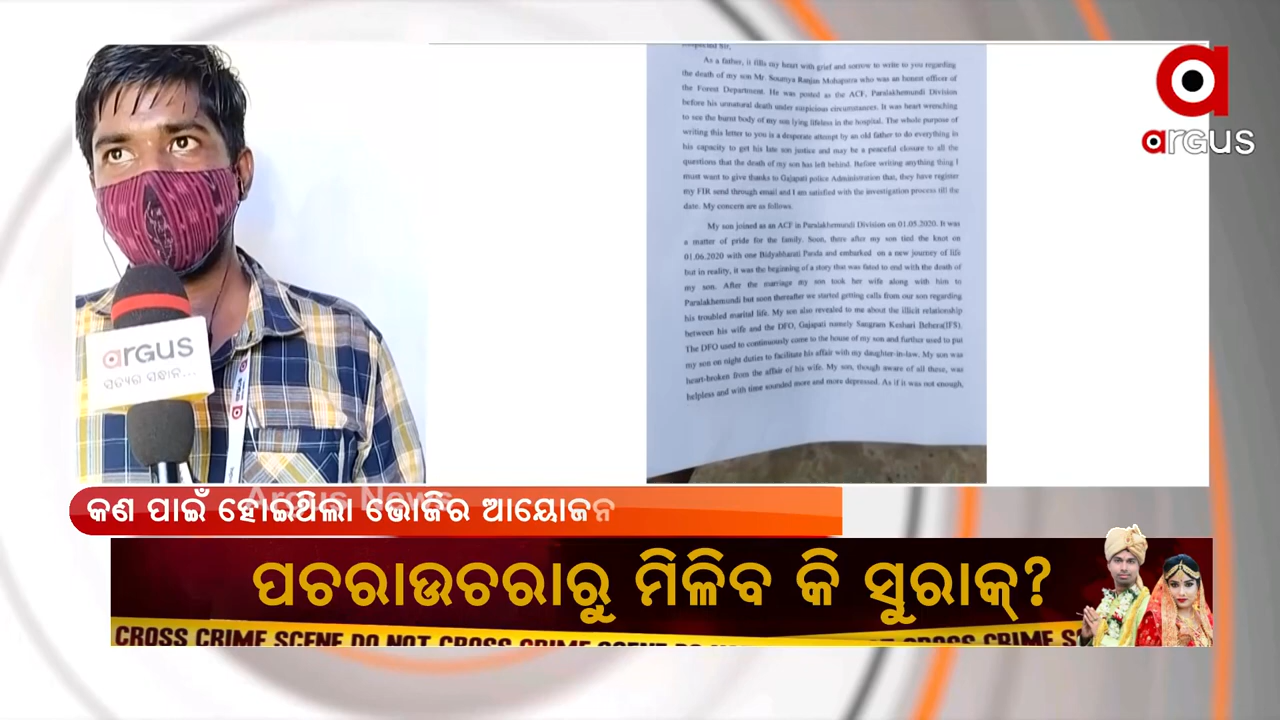 argus
Respected Sir,
As a father, it fills my heart with grief and sorrow to write to you regarding
the death of my son Mr. Soumya Ranjan Mohapatra who was an honest officer of
the Forest Department. He was posted as the ACF, Paralakhemundi Division
before his unnatural death under suspicious circumstances. It was heart wrenching
to see the burnt body of my son lying lifeless in the hospital. The whole purpose of
writing this letter to you is a desperate attempt by an old father to do everything in
his capacity to get his late son justice and may be a peaceful closure to all the
questions that the death of my son has left behind. Before writing anything thing I
must want to give thanks to Gajapati police Administration that, they have register
my FIR send through email and I am satisfied with the investigation process till the
date. My concern are as follows.
My son joined as an ACF in Paralakhemundi Division on 01.05.2020. It was
a matter of pride for the family. Soon, there after my son tied the knot on
01.06.2020 with one Bidyabharati Panda and embarked on a new journey of life
but in reality, it was the beginning of a story that was fated to end with the death of
my son. After the marriage my son took her wife along with him to
Paralakhemundi but soon thereafter we started getting calls from our son regarding
his troubled marital life. My son also revealed to me about the illicit relationship
between his wife and the DFO, Gajapati namely Sangram Keshari Behera(IFS).
The DFO used to continuously come to the house of my son and further used to put
my son on night duties to facilitate his affair with my daughter-in-law. My son was
heart-broken from the affair of his wife. My son, though aware of all these, was
helpless and with time sounded more and more depressed. As if it was not enough,
argus
ସତ୍ୟର ସନ୍ଧାନ...
Argus News
କଣ ପାଇଁ ହୋଇଥିଲା ଭୋଜିର ଆୟୋଜନ
ପଚରାଉଚରାରୁ ମିଳିବ କି ସୁରାକ୍?
CROSS CRIME SCENE DO NOT CROSS CRIME SCENE DO NOT CROSS CRIME S